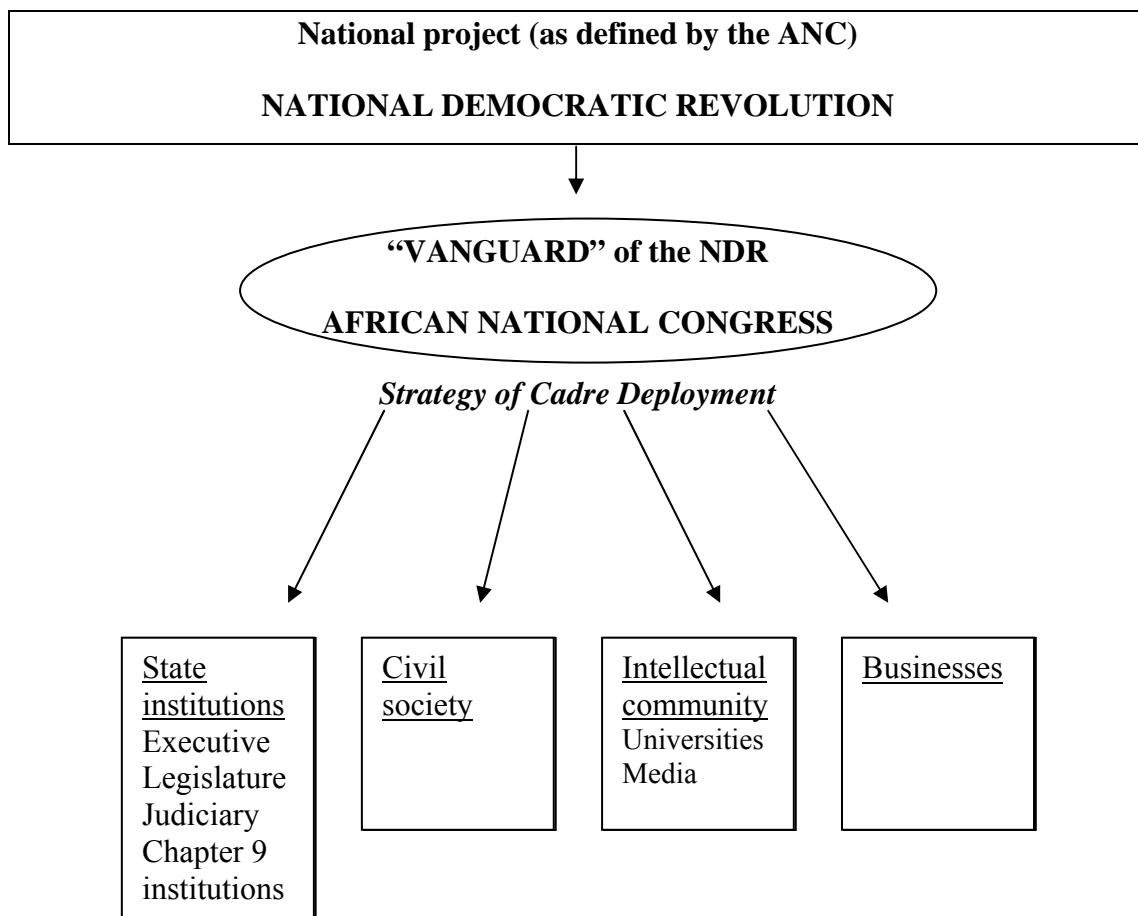 National project (as defined by the ANC)
NATIONAL DEMOCRATIC REVOLUTION
“VANGUARD” of the NDR
AFRICAN NATIONAL CONGRESS
Strategy of Cadre Deployment
State
institutions
Executive
Legislature
Judiciary
Chapter 9
institutions
Civil
society
Intellectual
community
Universities
Media
Businesses